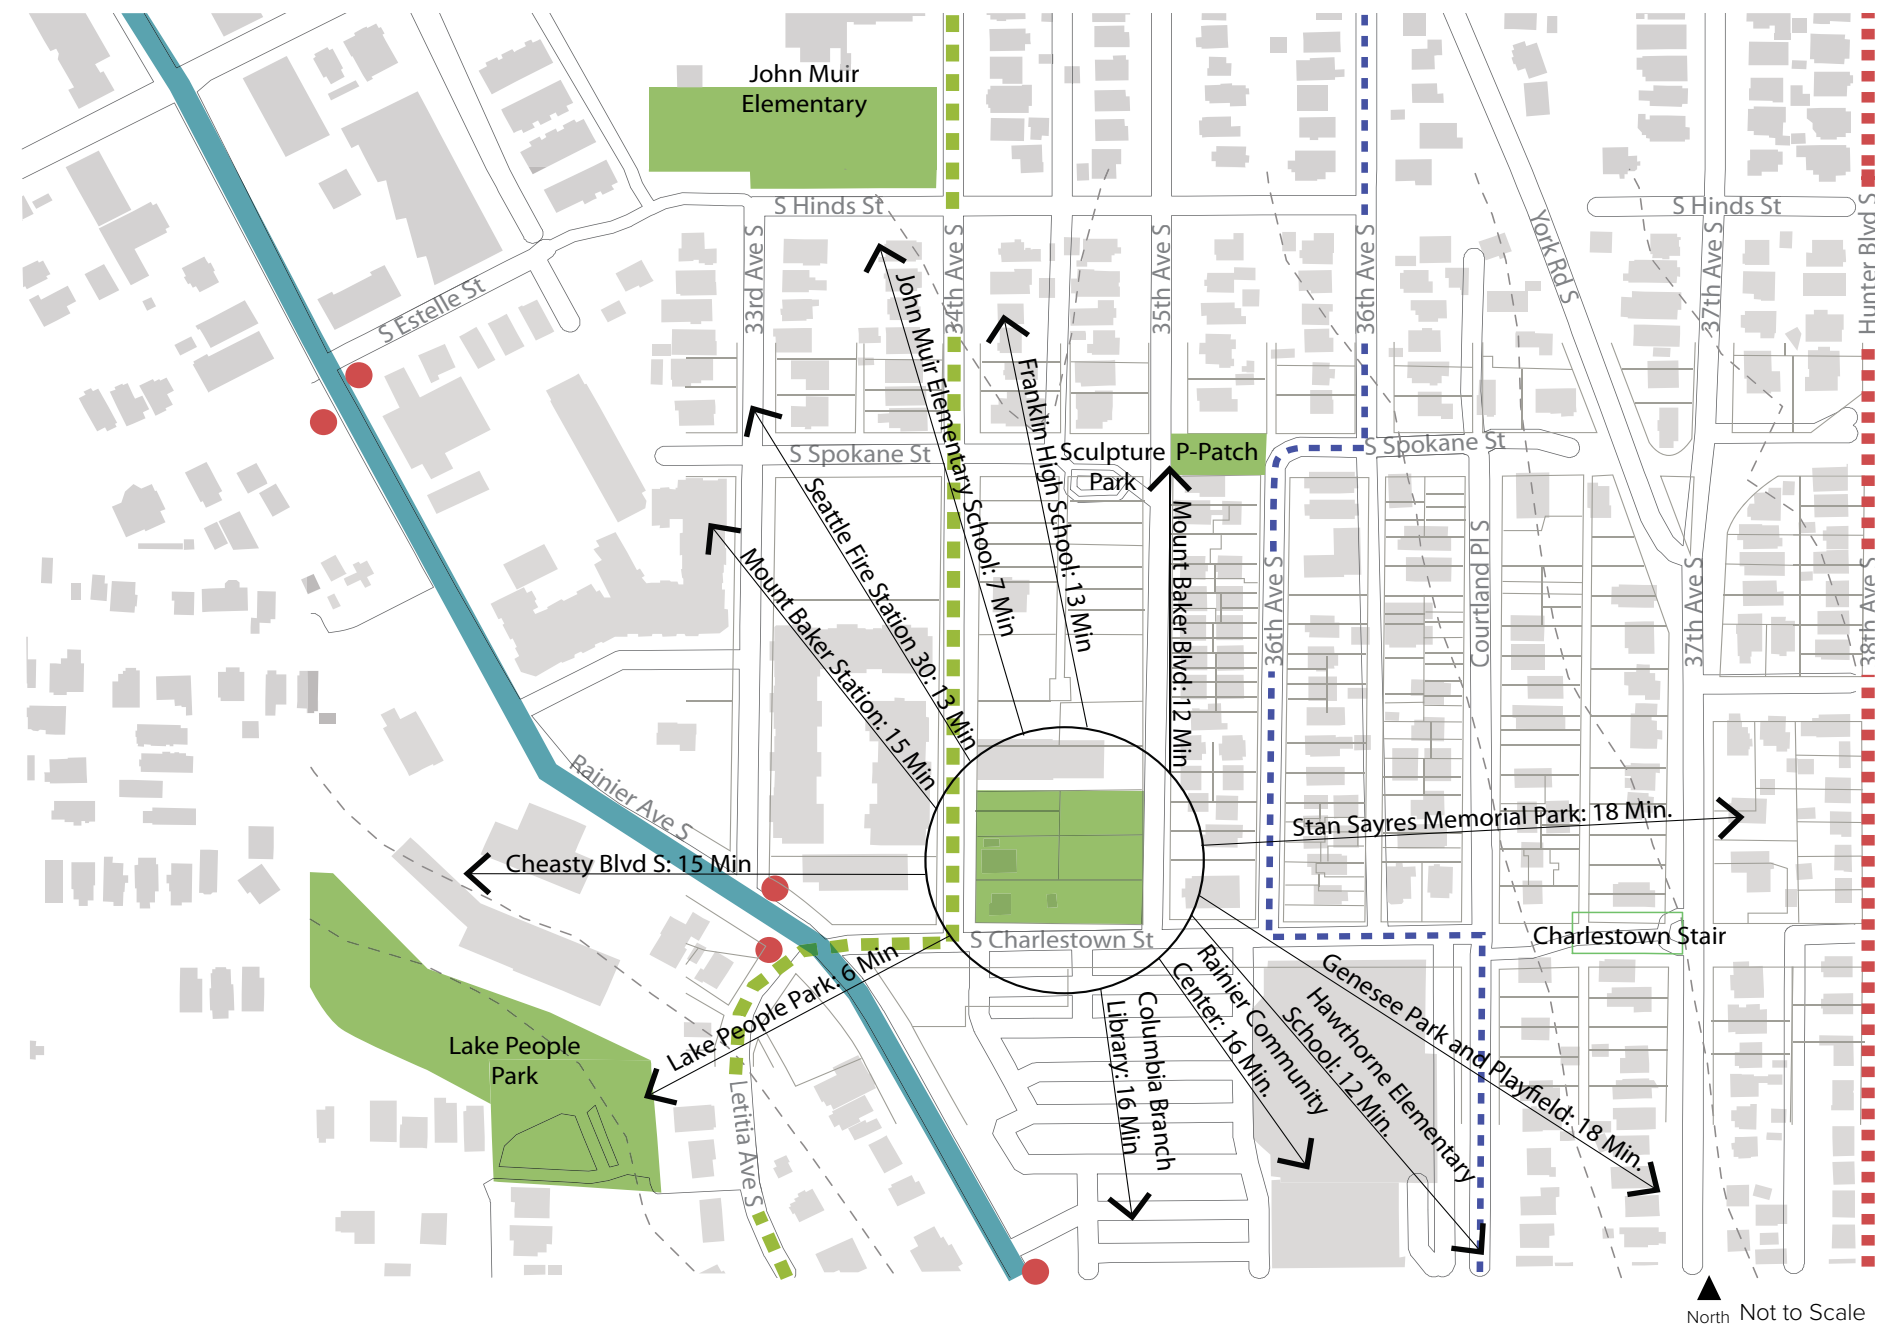 John Muir
Elementary
S Hinds St
S Hinds St
33rd Ave S
34th Ave S
35th Ave S
36th Ave S
York Rd S
37th Ave S
Hunter Blvd S
S Estelle St
John Muir Elementary School: 7 Min
Franklin High School: 13 Min
Sculpture
Park
P-Patch
S Spokane St
S Spokane St
Seattle Fire Station 30: 13 Min
Mount Baker Station: 15 Min
Mount Baker Blvd: 12 Min
36th Ave S
Courtland Pl S
37th Ave S
38th Ave S
Rainier Ave S
Stan Sayres Memorial Park: 18 Min.
Cheasty Blvd S: 15 Min
S Charlestown St
Charlestown Stair
Lake People Park: 6 Min
Lake People
Park
Letitia Ave S
Columbia Branch
Library: 16 Min
Rainier Community
Center: 16 Min.
Hawthorne Elementary
School: 12 Min.
Genesee Park and Playfield: 18 Min.
North
Not to Scale